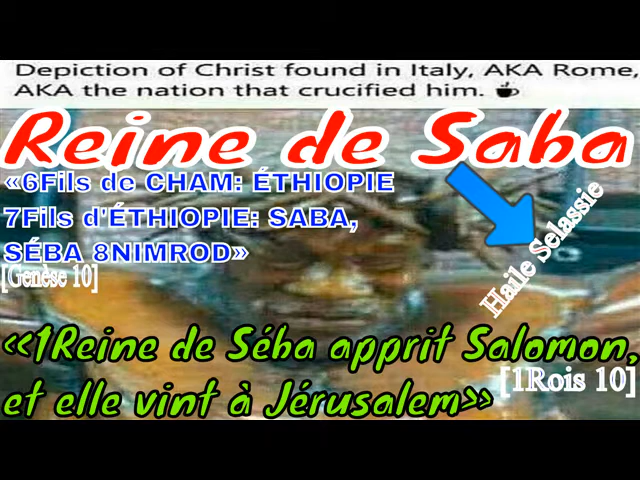 Depiction of Christ found in Italy, AKA Rome,
AKA the nation that crucified him. ☕
Reine de Saba
«6Fils de CHAM: ÉTHIOPIE
7Fils d'ÉTHIOPIE: SABA,
SÉBA 8NIMROD»
[Genèse 10]
Haile Selassie
«1Reine de Séba apprit Salomon,
et elle vint à Jérusalem»
[1Rois 10]